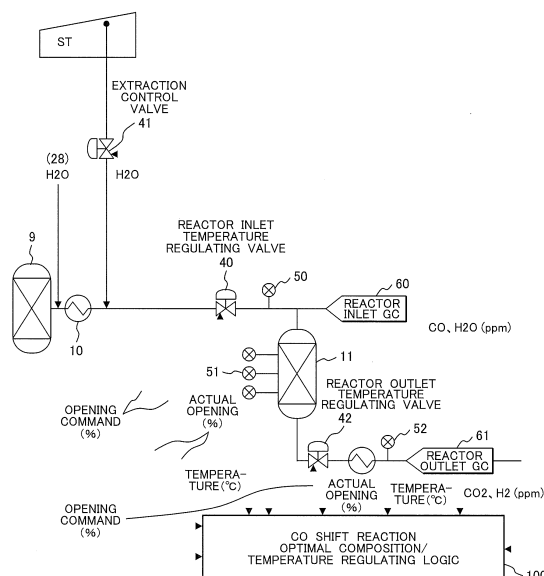 ST
EXTRACTION
CONTROL
VALVE
41
(28)
H2O
H2O
9
REACTOR INLET
TEMPERATURE
REGULATING VALVE
40
50
60
REACTOR
INLET GC
CO、H2O (ppm)
10
51
11
OPENING
COMMAND
(%)
ACTUAL
OPENING
(%)
REACTOR OUTLET
TEMPERATURE
REGULATING VALVE
42
52
61
REACTOR
OUTLET GC
TEMPERA-
TURE(℃)
ACTUAL
OPENING
(%)
TEMPERA-
TURE(℃)
CO2、H2 (ppm)
OPENING
COMMAND
(%)
CO SHIFT REACTION
OPTIMAL COMPOSITION/
TEMPERATURE REGULATING LOGIC
100